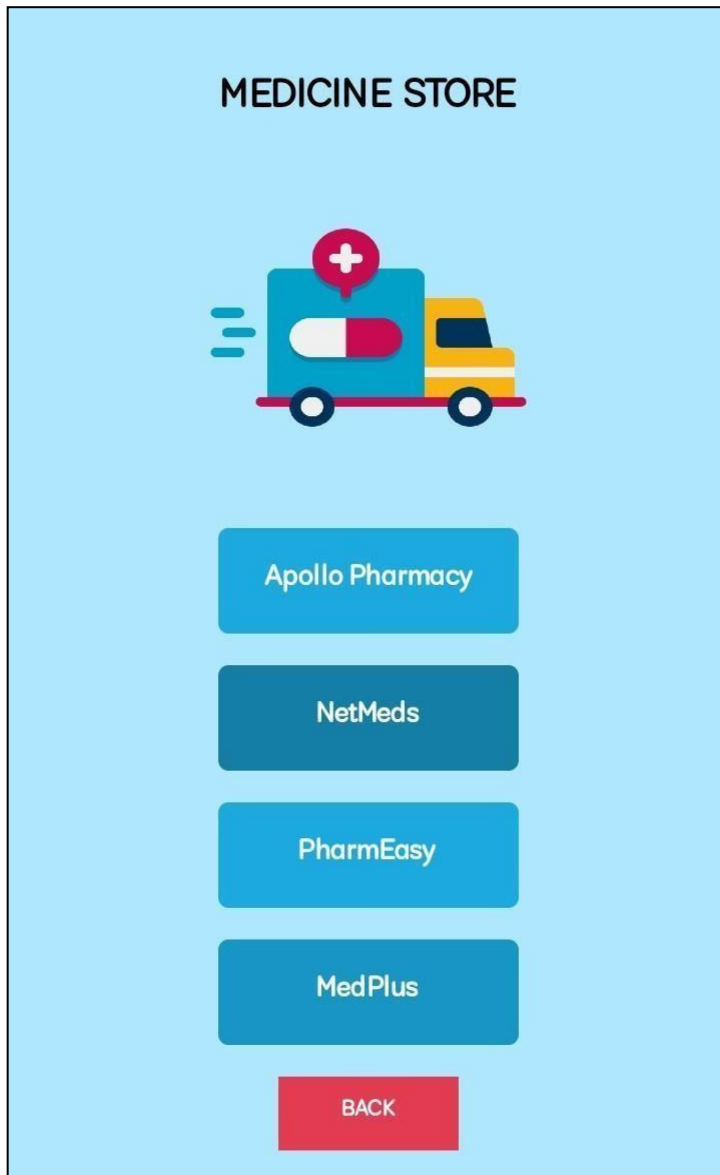 MEDICINE STORE
Apollo Pharmacy
NetMeds
PharmEasy
MedPlus
BACK